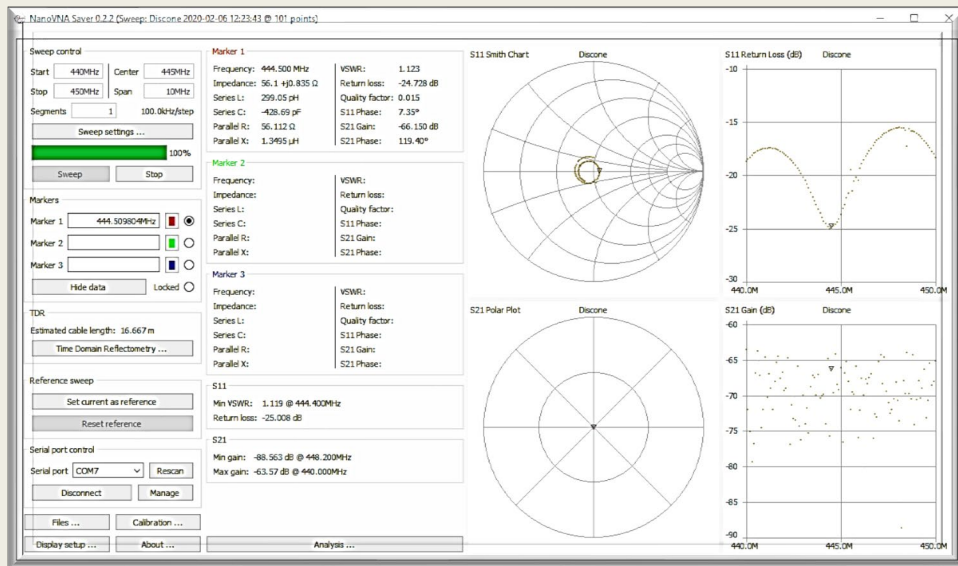 NanoVNA Saver 0.2.2 (Sweep: Discone 2020-02-06 12:23:43 @ 101 points)
Sweep control
Start 440MHz Center 445MHz
Stop 450MHz Span 10MHz
Segments 1 100.0kHz/step
Sweep settings ...
100%
Sweep Stop
Markers
Marker 1 444.509804MHz
Marker 2
Marker 3
Hide data Locked
TDR
Estimated cable length: 16.667 m
Time Domain Reflectometry ...
Reference sweep
Set current as reference
Reset reference
Serial port control
Serial port COM7 Rescan
Disconnect Manage
Files ... Calibration ...
Display setup ... About ...
Marker 1
Frequency: 444.500 MHz VSWR: 1.123
Impedance: 56.1 +j0.835 Ω Return loss: -24.728 dB
Series L: 299.05 pH Quality factor: 0.015
Series C: -428.69 pF S11 Phase: 7.35°
Parallel R: 56.112 Ω S21 Gain: -66.150 dB
Parallel X: 1.3495 µH S21 Phase: 119.40°
Marker 2
Frequency: VSWR:
Impedance: Return loss:
Series L: Quality factor:
Series C: S11 Phase:
Parallel R: S21 Gain:
Parallel X: S21 Phase:
Marker 3
Frequency: VSWR:
Impedance: Return loss:
Series L: Quality factor:
Series C: S11 Phase:
Parallel R: S21 Gain:
Parallel X: S21 Phase:
S11
Min VSWR: 1.119 @ 444.400MHz
Return loss: -25.008 dB
S21
Min gain: -88.563 dB @ 448.200MHz
Max gain: -63.57 dB @ 440.000MHz
Analysis ...
S11 Smith Chart Discone
S11 Return Loss (dB) Discone
-10
-15
-20
-25
-30
440.0M 445.0M 450.0M
S21 Polar Plot Discone
S21 Gain (dB) Discone
-60
-65
-70
-75
-80
-85
-90
440.0M 445.0M 450.0M